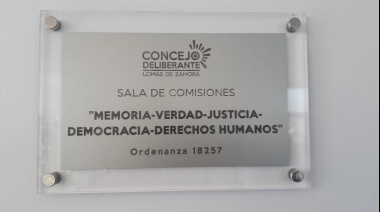 CONCEJO
DELIBERANTE
LOMAS DE ZAMORA
SALA DE COMISIONES
"MEMORIA-VERDAD-JUSTICIA-
DEMOCRACIA-DERECHOS HUMANOS"
Ordenanza 18257